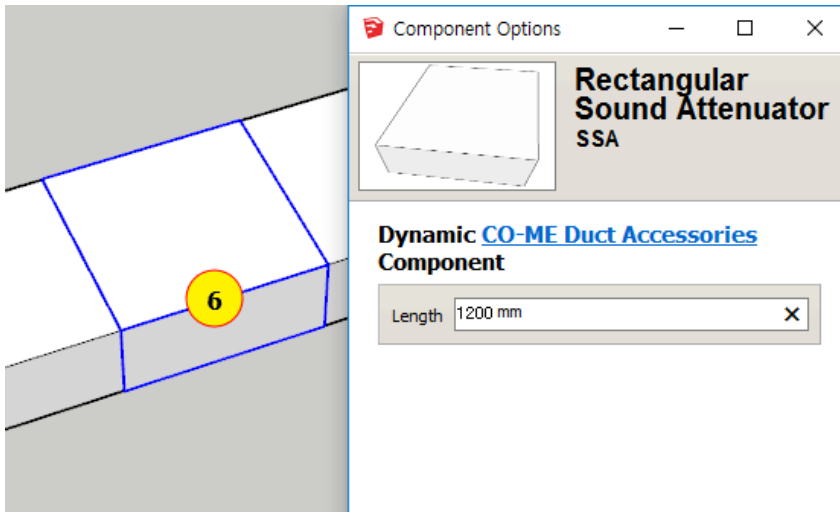 Component Options
Rectangular
Sound Attenuator
SSA
Dynamic CO-ME Duct Accessories
Component
Length 1200 mm
6